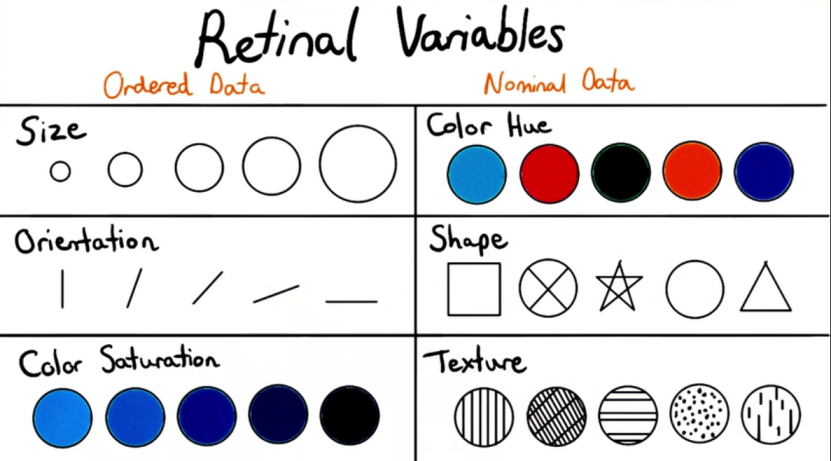 Retinal Variables
Ordered Data
Nominal Data
Size
Color Hue
Orientation
Shape
Color Saturation
Texture